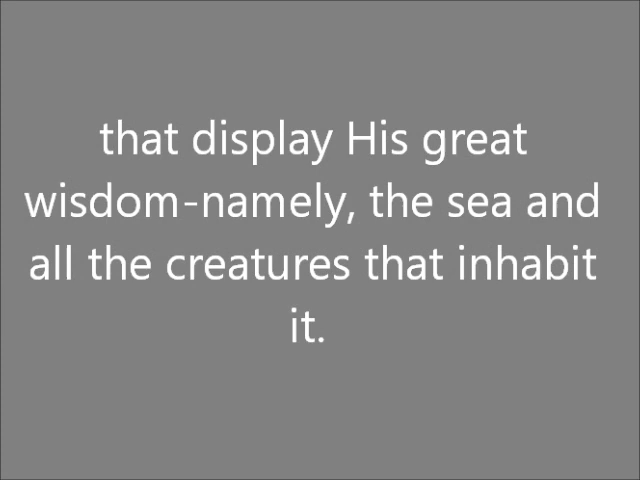 that display His great
wisdom-namely, the sea and
all the creatures that inhabit
it.